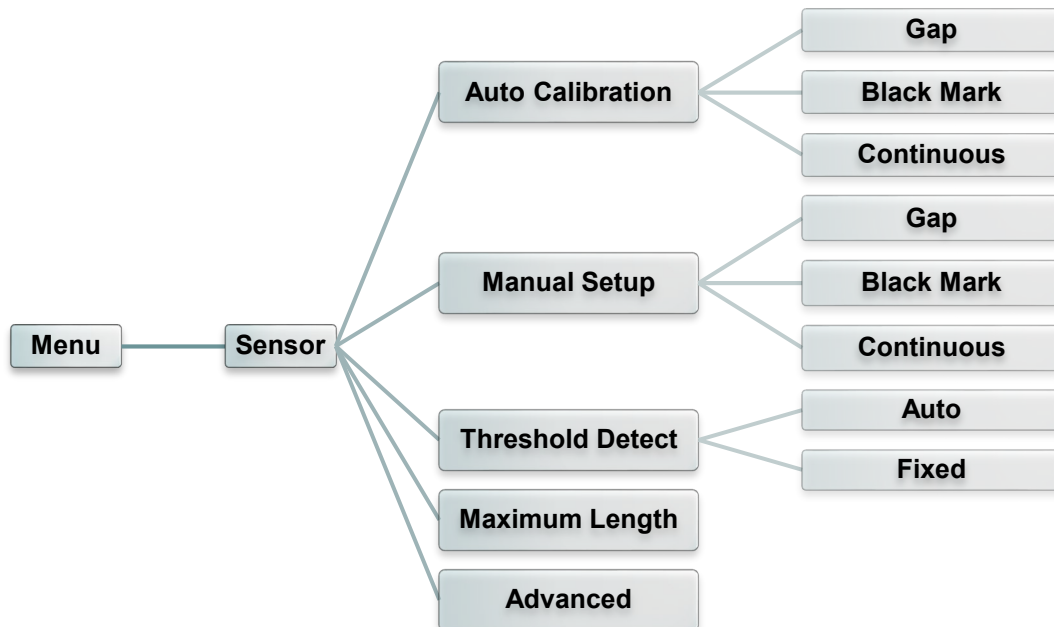 Menu
Sensor
Auto Calibration
Gap
Black Mark
Continuous
Manual Setup
Gap
Black Mark
Continuous
Threshold Detect
Auto
Fixed
Maximum Length
Advanced